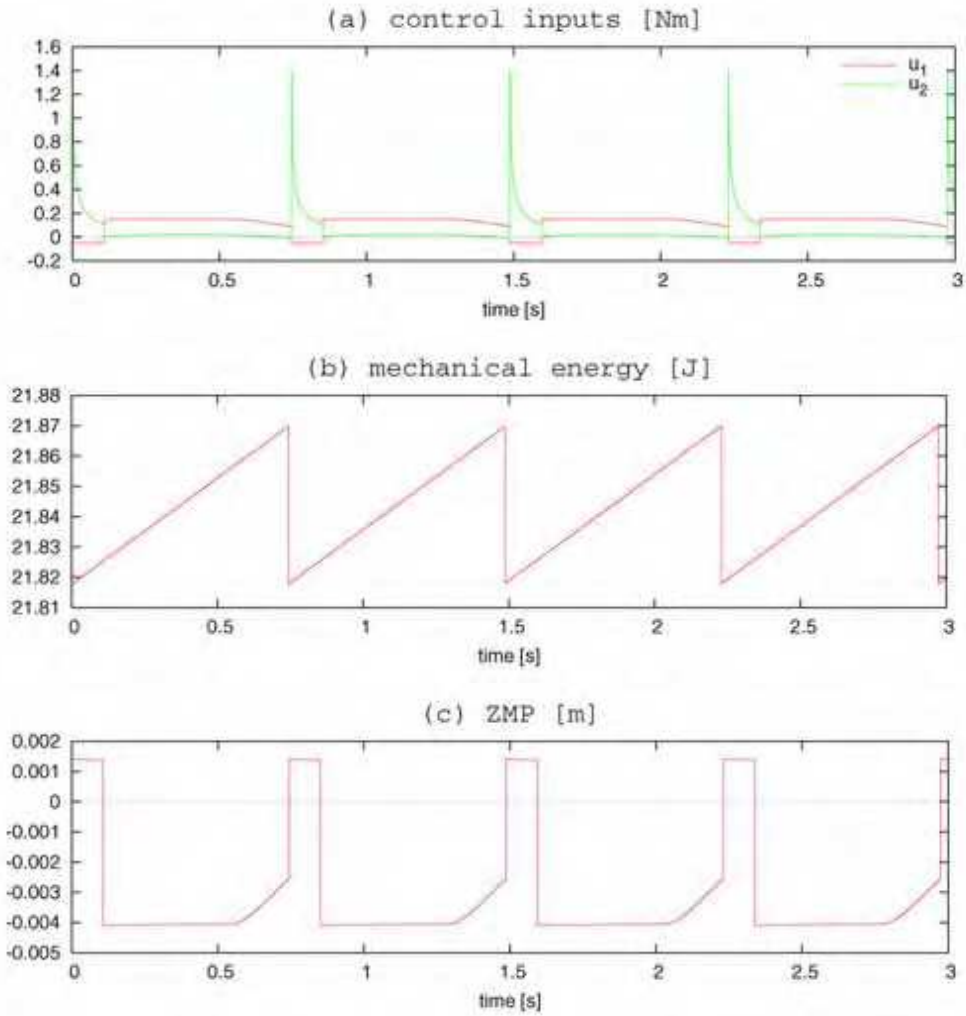 (a) control inputs [Nm]
1.6
1.4
1.2
1
0.8
0.6
0.4
0.2
0
-0.2
u1
u2
0 0.5 1 1.5 2 2.5 3
time [s]
(b) mechanical energy [J]
21.88
21.87
21.86
21.85
21.84
21.83
21.82
21.81
0 0.5 1 1.5 2 2.5 3
time [s]
(c) ZMP [m]
0.002
0.001
0
-0.001
-0.002
-0.003
-0.004
-0.005
0 0.5 1 1.5 2 2.5 3
time [s]